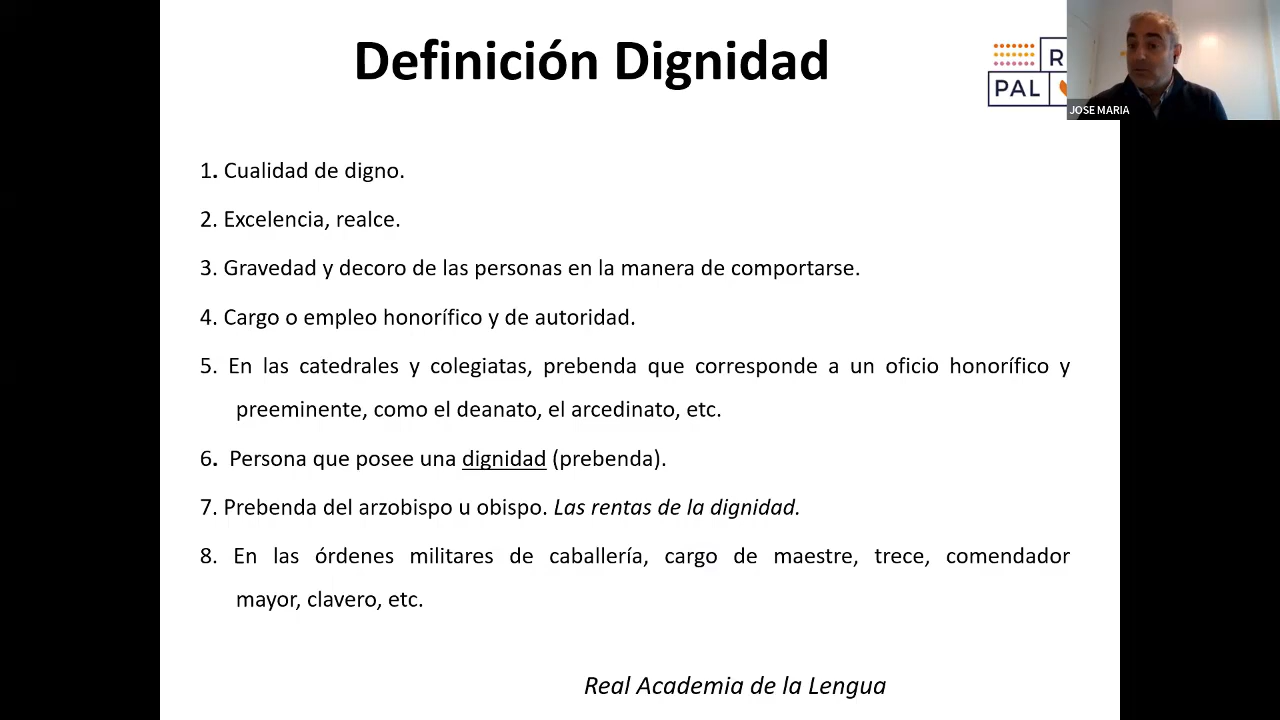 Definición Dignidad
R
PAL
JOSE MARIA
1. Cualidad de digno.
2. Excelencia, realce.
3. Gravedad y decoro de las personas en la manera de comportarse.
4. Cargo o empleo honorífico y de autoridad.
5. En las catedrales y colegiatas, prebenda que corresponde a un oficio honorífico y
preeminente, como el deanato, el arcedinato, etc.
6. Persona que posee una dignidad (prebenda).
7. Prebenda del arzobispo u obispo. Las rentas de la dignidad.
8. En las órdenes militares de caballería, cargo de maestre, trece, comendador
mayor, clavero, etc.
Real Academia de la Lengua